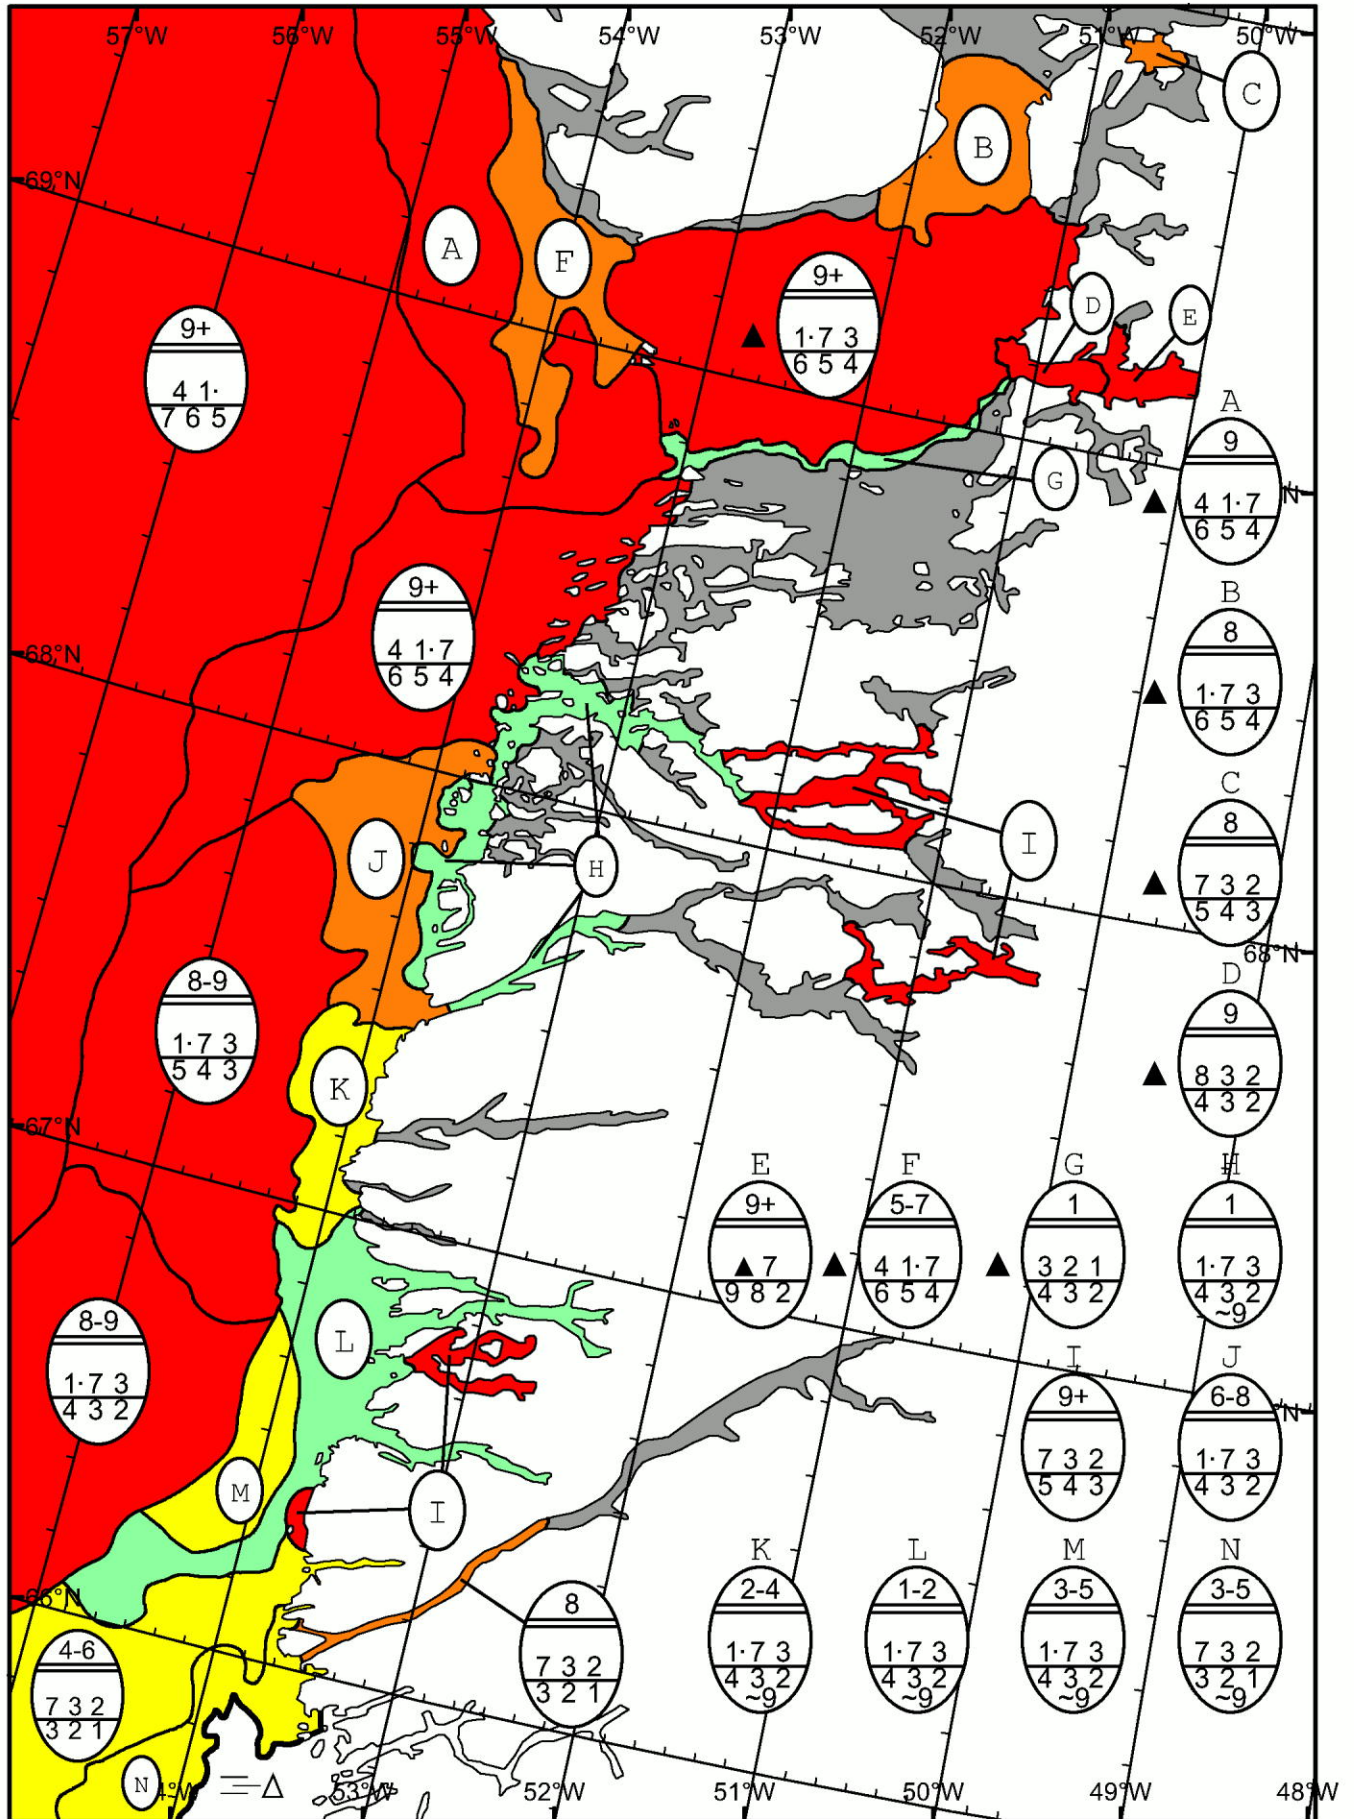 57°W 56°W 55°W 54°W 53°W 52°W 51°W 50°W
C
B
69°N
A
F
9+
1·7 3
6 5 4
D
E
9+
4 1·
7 6 5
A
9
4 1·7
6 5 4
G
N
B
8
1·7 3
6 5 4
9+
4 1·7
6 5 4
68°N
C
8
7 3 2
5 4 3
I
J
H
68°N
D
9
8 3 2
4 3 2
8-9
1·7 3
5 4 3
K
67°N
E
9+
▲ 7
9 8 2
F
5-7
4 1·7
6 5 4
G
1
3 2 1
4 3 2
H
1
1·7 3
4 3 2
~9
8-9
1·7 3
4 3 2
L
I
9+
7 3 2
5 4 3
J
6-8
1·7 3
4 3 2
°N
M
I
K
2-4
1·7 3
4 3 2
~9
L
1-2
1·7 3
4 3 2
~9
M
3-5
1·7 3
4 3 2
~9
N
3-5
7 3 2
3 2 1
~9
66°N
8
7 3 2
3 2 1
4-6
7 3 2
3 2 1
N
4°W 53°W 52°W 51°W 50°W 49°W 48°W